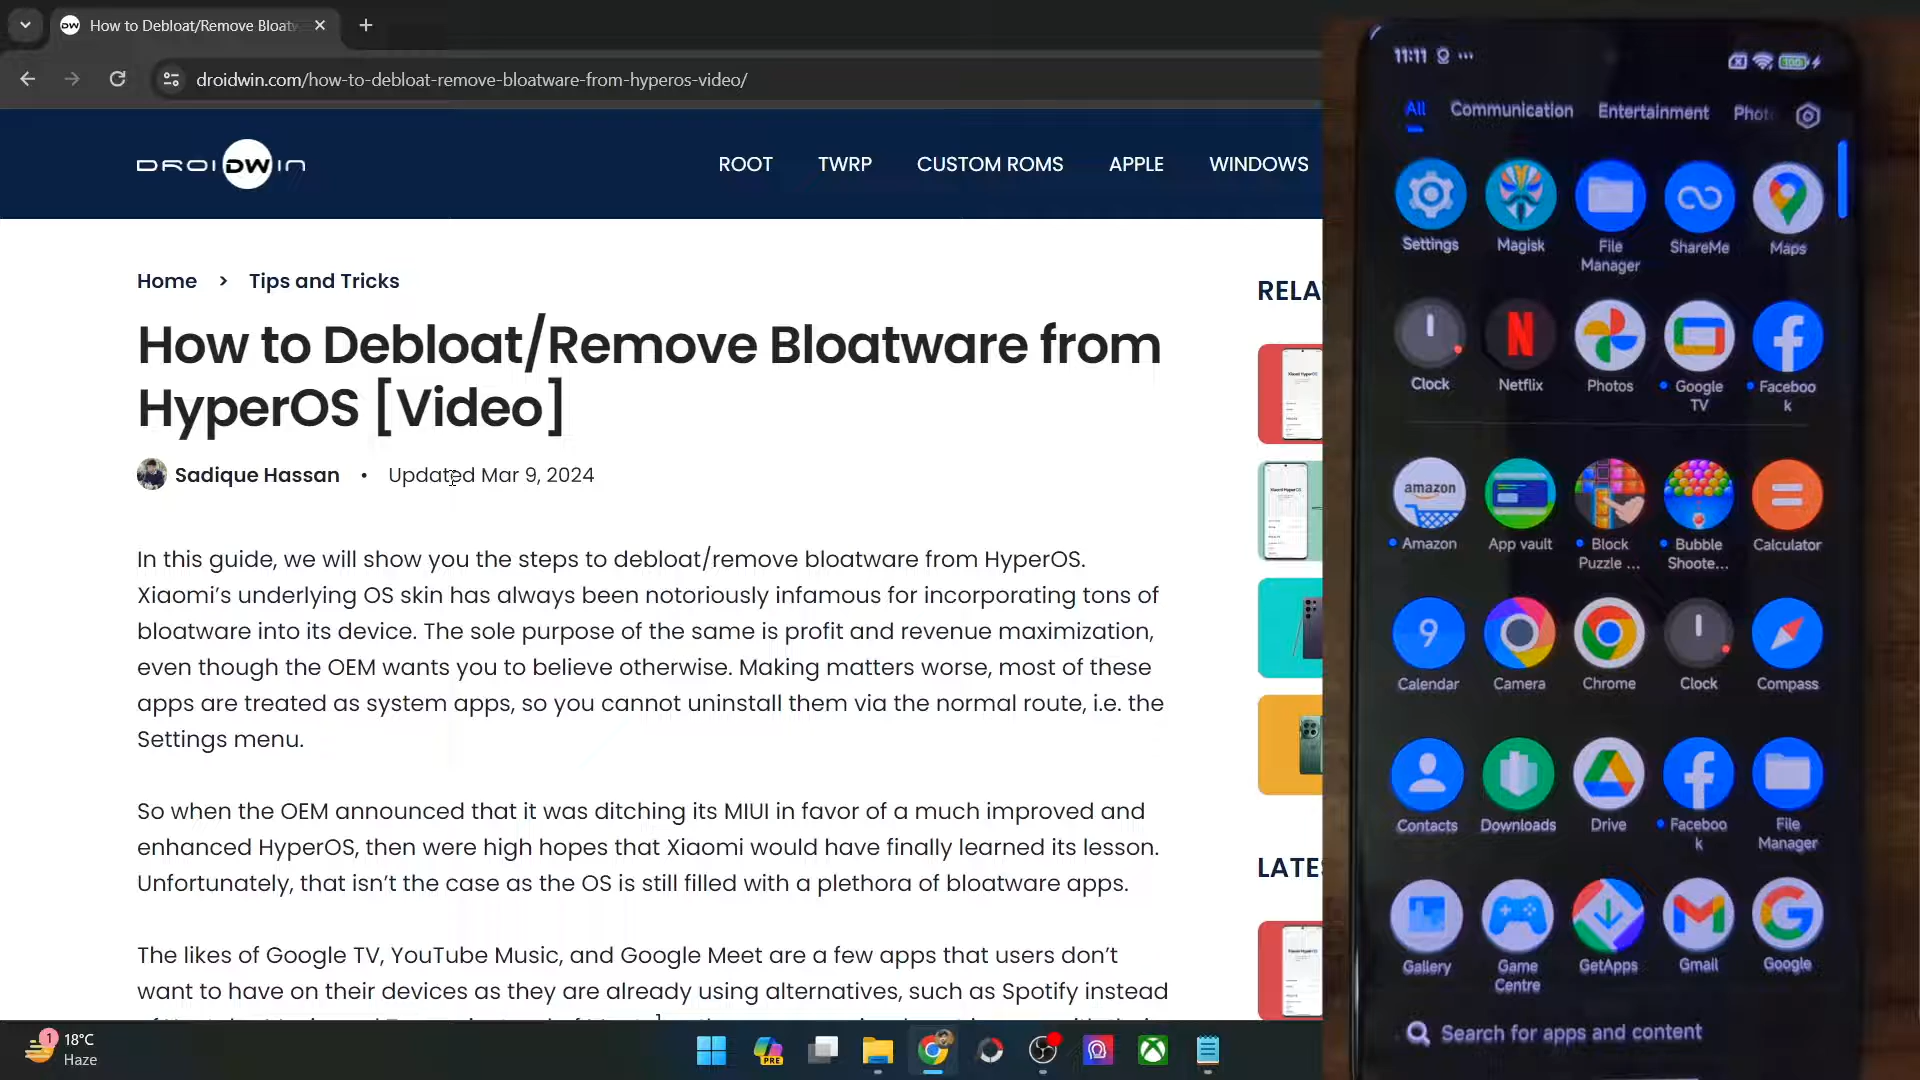 How to Debloat/Remove Bloatw
droidwin.com/how-to-debloat-remove-bloatware-from-hyperos-video/
DROIDWIN
ROOT TWRP CUSTOM ROMS APPLE WINDOWS
Home > Tips and Tricks
How to Debloat/Remove Bloatware from
HyperOS [Video]
Sadique Hassan • Updated Mar 9, 2024
In this guide, we will show you the steps to debloat/remove bloatware from HyperOS.
Xiaomi’s underlying OS skin has always been notoriously infamous for incorporating tons of
bloatware into its device. The sole purpose of the same is profit and revenue maximization,
even though the OEM wants you to believe otherwise. Making matters worse, most of these
apps are treated as system apps, so you cannot uninstall them via the normal route, i.e. the
Settings menu.
So when the OEM announced that it was ditching its MIUI in favor of a much improved and
enhanced HyperOS, then were high hopes that Xiaomi would have finally learned its lesson.
Unfortunately, that isn’t the case as the OS is still filled with a plethora of bloatware apps.
The likes of Google TV, YouTube Music, and Google Meet are a few apps that users don’t
want to have on their devices as they are already using alternatives, such as Spotify instead
RELA
LATES
1 18°C
Haze
PRE
11:11 ... 100
All Communication Entertainment Phot
Settings Magisk File Manager ShareMe Maps
Clock Netflix Photos Google TV Facebook
amazon
Amazon App vault Block Puzzle ... Bubble Shoote... Calculator
9
Calendar Camera Chrome Clock Compass
Contacts Downloads Drive Facebook File Manager
Gallery Game Centre GetApps Gmail Google
Search for apps and content